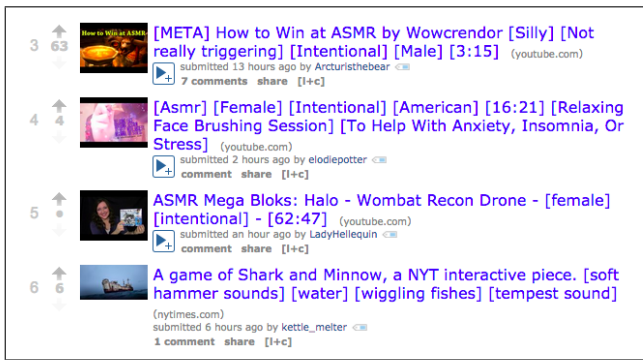 3
63
How to Win at ASMR
[META] How to Win at ASMR by Wowcrendor [Silly] [Not
really triggering] [Intentional] [Male] [3:15] (youtube.com)
submitted 13 hours ago by Arcturisthebear
7 comments share [l+c]
4
4
[Asmr] [Female] [Intentional] [American] [16:21] [Relaxing
Face Brushing Session] [To Help With Anxiety, Insomnia, Or
Stress] (youtube.com)
submitted 2 hours ago by elodiepotter
comment share [l+c]
5
•
ASMR Mega Bloks: Halo - Wombat Recon Drone - [female]
[intentional] - [62:47] (youtube.com)
submitted an hour ago by LadyHellequin
comment share [l+c]
6
6
A game of Shark and Minnow, a NYT interactive piece. [soft
hammer sounds] [water] [wiggling fishes] [tempest sound]
(nytimes.com)
submitted 6 hours ago by kettle_melter
1 comment share [l+c]